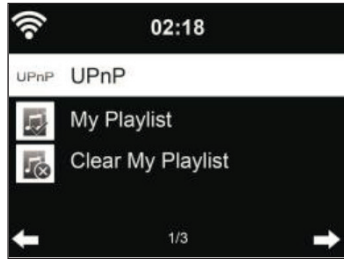 02:18
UPnP UPnP
My Playlist
Clear My Playlist
1/3